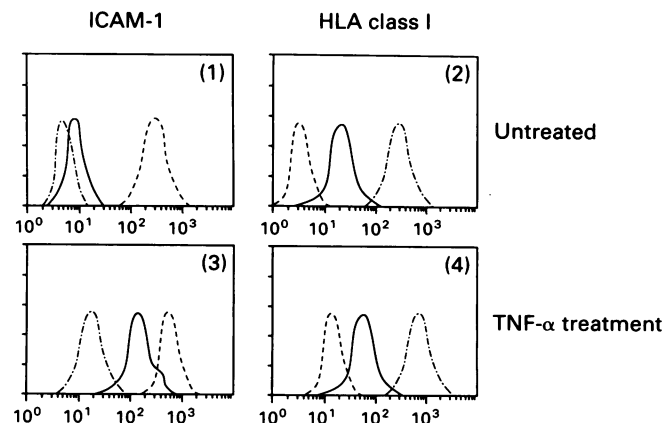 ICAM-1 HLA class I
(1) (2)
Untreated
10⁰ 10¹ 10² 10³ 10⁰ 10¹ 10² 10³
(3) (4)
TNF-α treatment
10⁰ 10¹ 10² 10³ 10⁰ 10¹ 10² 10³